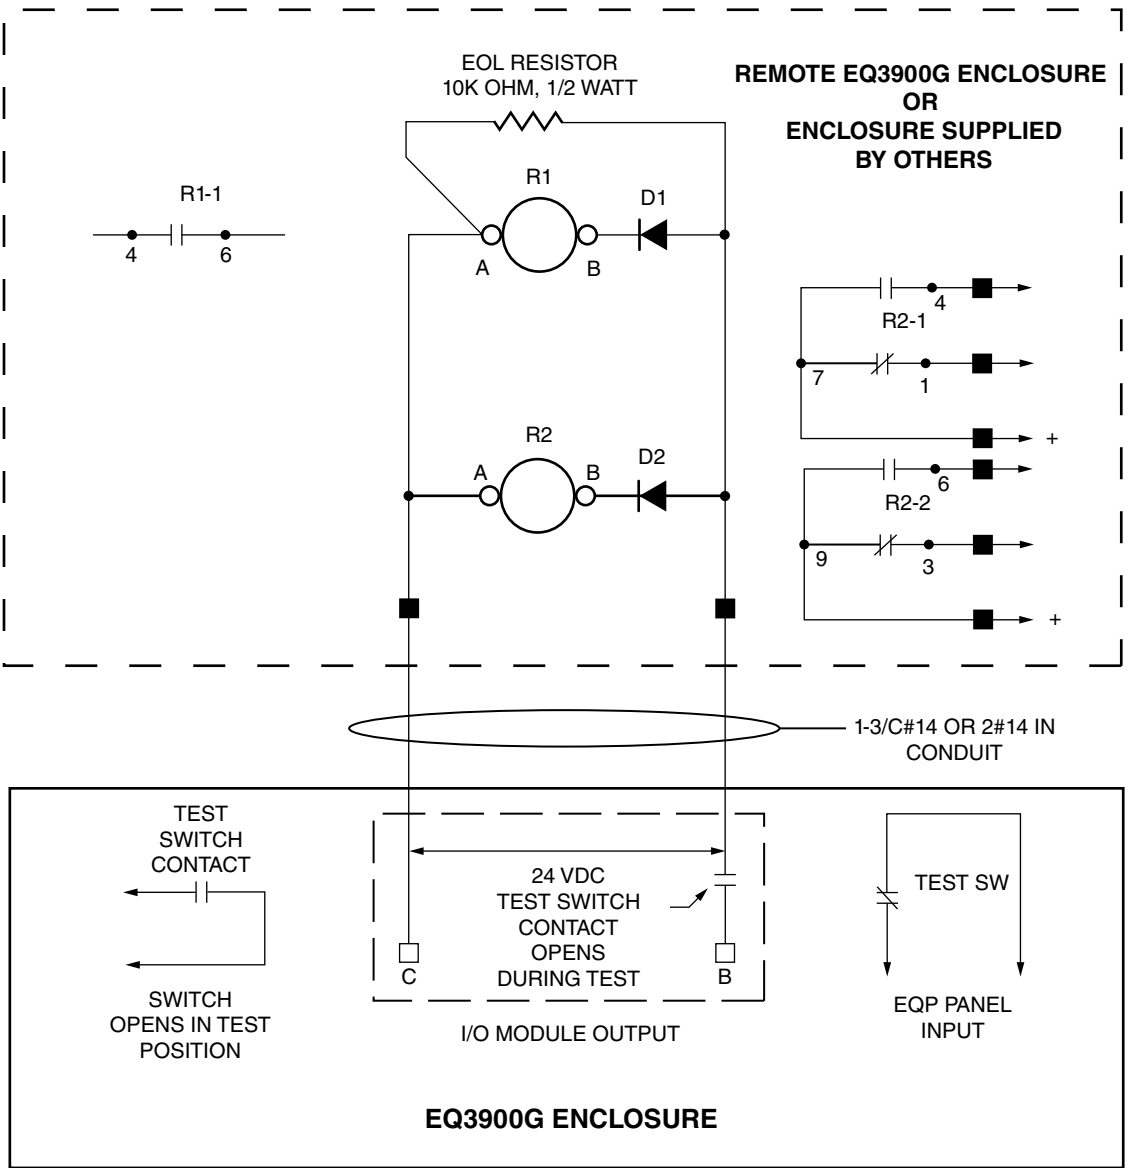 EOL RESISTOR
10K OHM, 1/2 WATT
REMOTE EQ3900G ENCLOSURE
OR
ENCLOSURE SUPPLIED
BY OTHERS
R1-1
4
6
R1
A
B
D1
4
R2-1
7
1
+
R2
A
B
D2
6
R2-2
9
3
+
1-3/C#14 OR 2#14 IN
CONDUIT
TEST
SWITCH
CONTACT
SWITCH
OPENS IN TEST
POSITION
24 VDC
TEST SWITCH
CONTACT
OPENS
DURING TEST
C
B
I/O MODULE OUTPUT
TEST SW
EQP PANEL
INPUT
EQ3900G ENCLOSURE